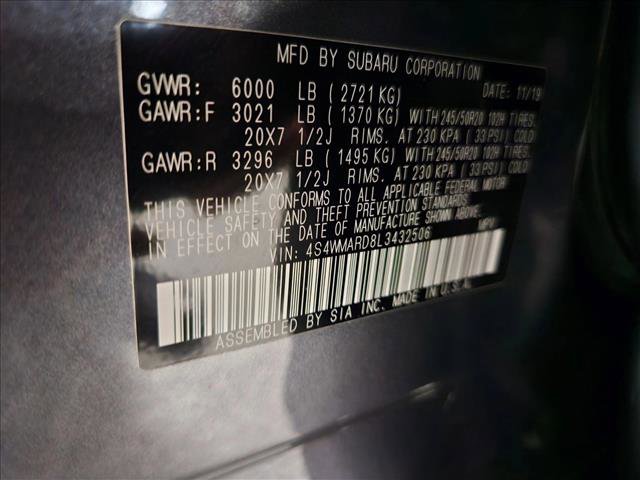 MFD BY SUBARU CORPORATION
GVWR: 6000 LB ( 2721 KG) DATE: 11/19
GAWR:F 3021 LB ( 1370 KG) WITH 245/50R20 102H TIRES,
20X7 1/2J RIMS. AT 230 KPA ( 33 PSI) COLD
GAWR:R 3296 LB ( 1495 KG) WITH 245/50R20 102H TIRES,
20X7 1/2J RIMS. AT 230 KPA ( 33 PSI) COLD
THIS VEHICLE CONFORMS TO ALL APPLICABLE FEDERAL MOTOR
VEHICLE SAFETY AND THEFT PREVENTION STANDARDS
IN EFFECT ON THE DATE OF MANUFACTURE SHOWN ABOVE.
VIN: 4S4WMARD8L3432506 MPV
ASSEMBLED BY SIA INC. MADE IN U.S.A.